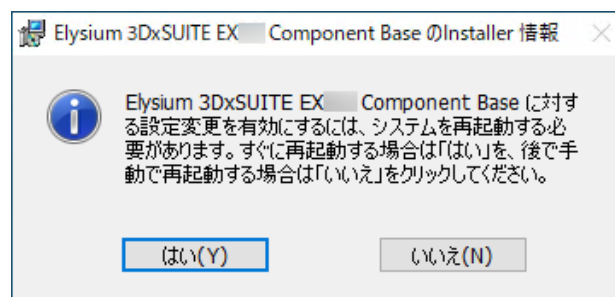 Elysium 3DxSUITE EX Component Base のInstaller 情報
Elysium 3DxSUITE EX Component Base に対す
る設定変更を有効にするには、システムを再起動する必
要があります。すぐに再起動する場合は「はい」を、後で手
動で再起動する場合は「いいえ」をクリックしてください。
はい(Y)
いいえ(N)